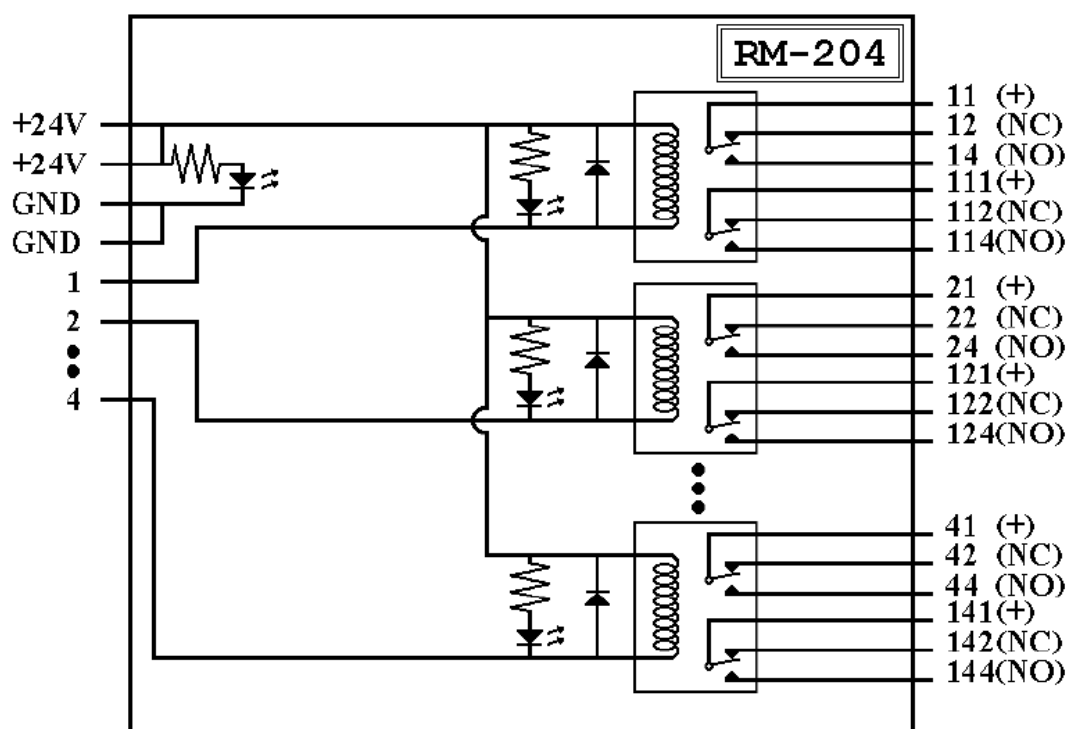 RM-204
+24V
+24V
GND
GND
1
2
4
11 (+)
12 (NC)
14 (NO)
111(+)
112(NC)
114(NO)
21 (+)
22 (NC)
24 (NO)
121(+)
122(NC)
124(NO)
41 (+)
42 (NC)
44 (NO)
141(+)
142(NC)
144(NO)